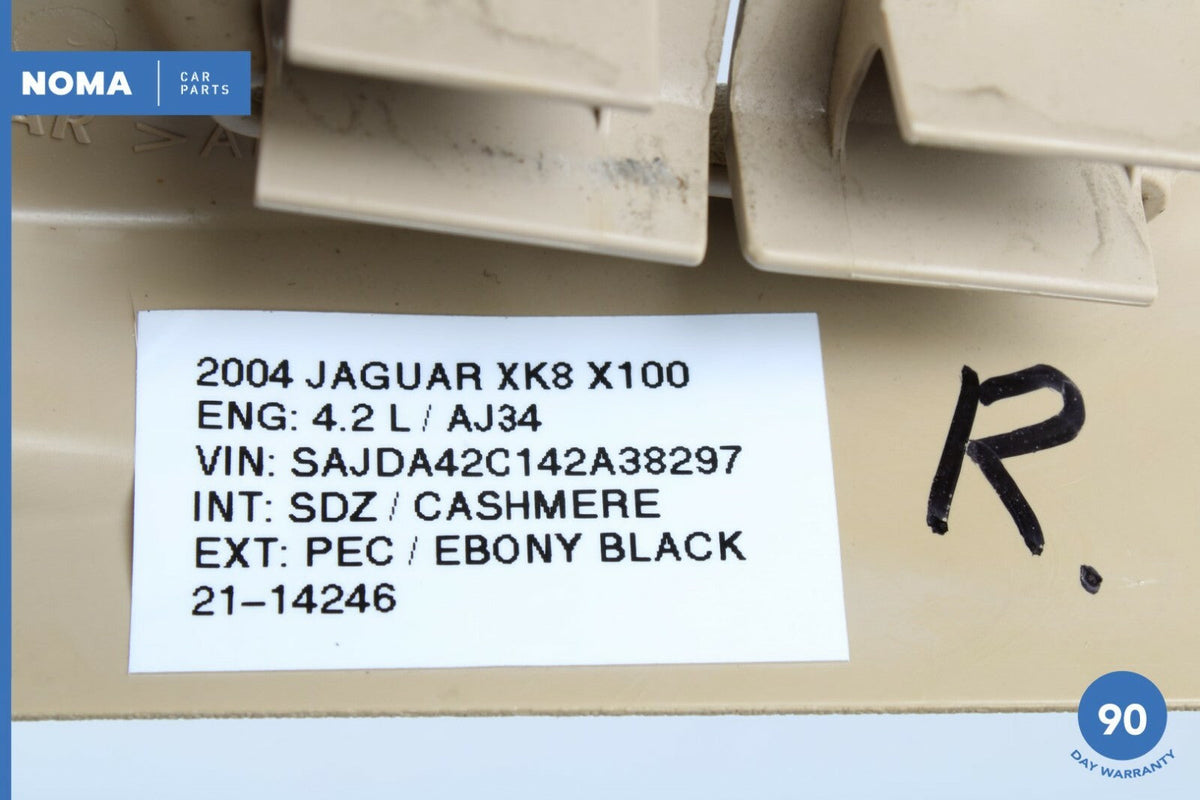 NOMA
CAR
PARTS
AR >A
2004 JAGUAR XK8 X100
ENG: 4.2 L / AJ34
VIN: SAJDA42C142A38297
INT: SDZ / CASHMERE
EXT: PEC / EBONY BLACK
21-14246
R.
90
DAY WARRANTY